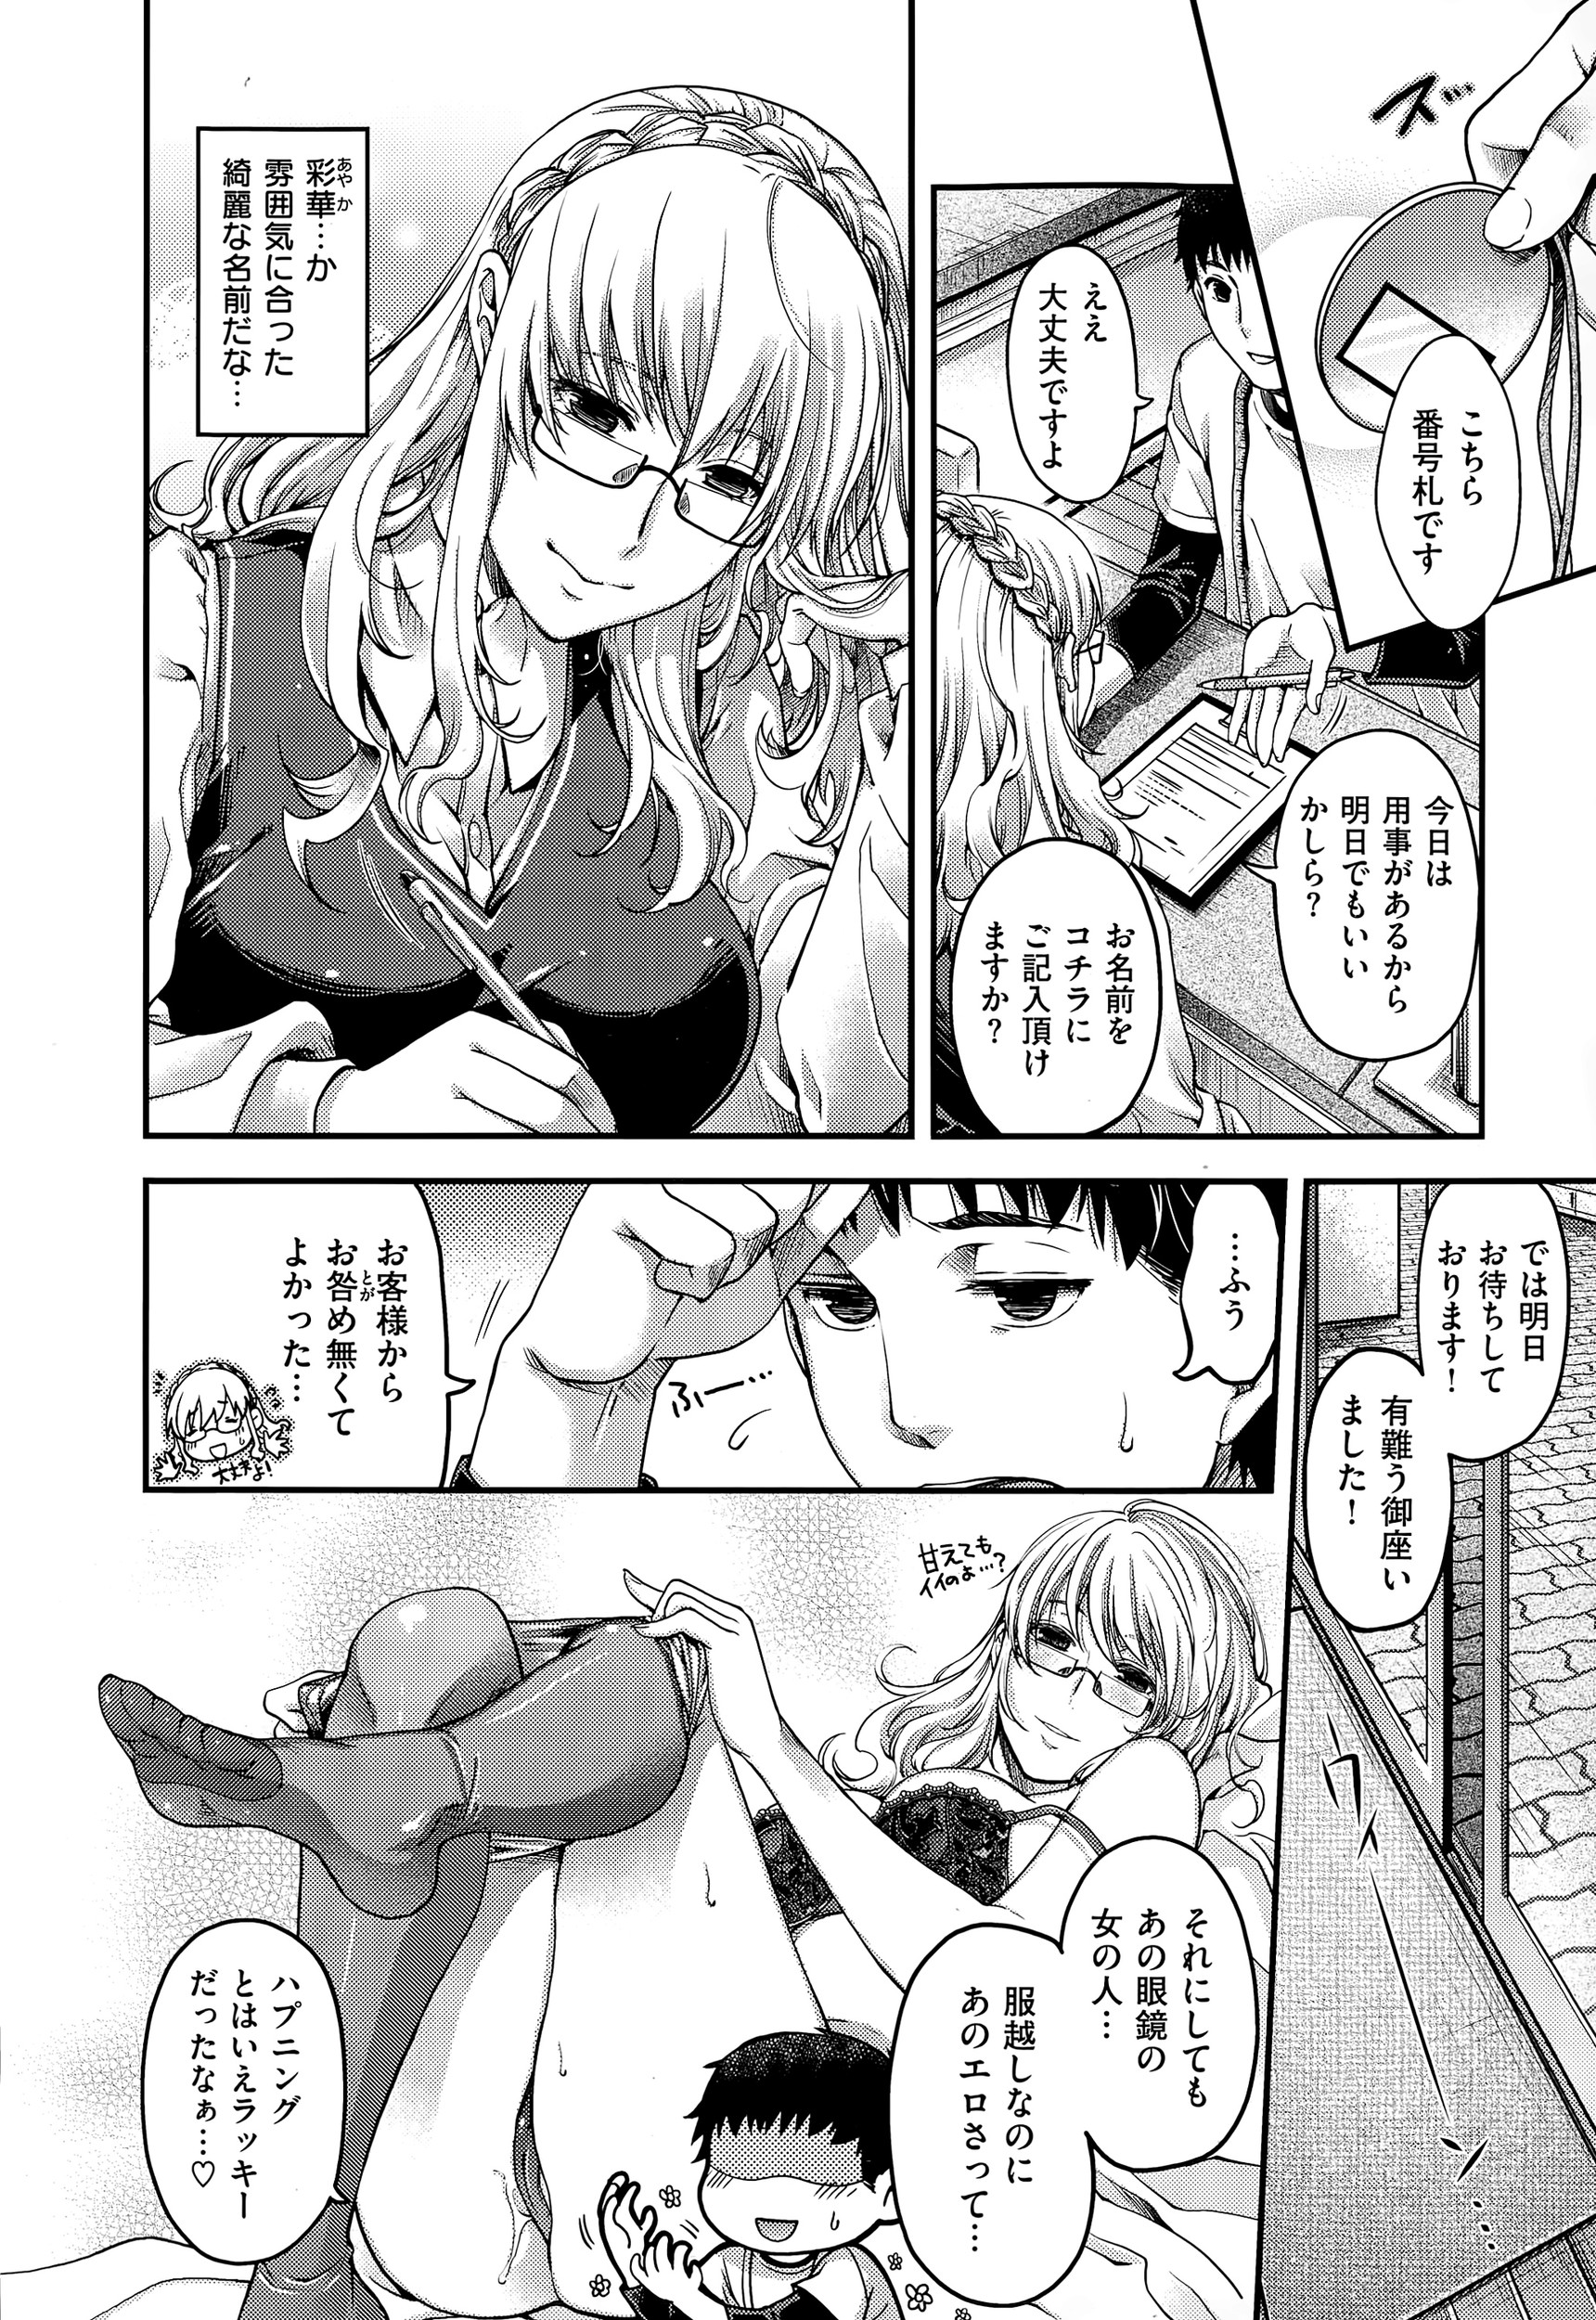 ズ
こちら
番号札です
今日は
用事があるから
明日でもいい
かしら？
ええ
大丈夫ですよ
お名前を
コチラに
ご記入頂け
ますか？
彩華…か
あやか
雰囲気に合った
綺麗な名前だな…
では明日
お待ちして
おります！
有難う御座い
ました！
…ふう
ふー…
お客様から
お咎め無くて
とが
よかった…
大丈夫よ！
甘えても
イイのよ…？
それにしても
あの眼鏡の
女の人…
服越しなのに
あのエロさって…
ハプニング
とはいえラッキー
だったなぁ…♡